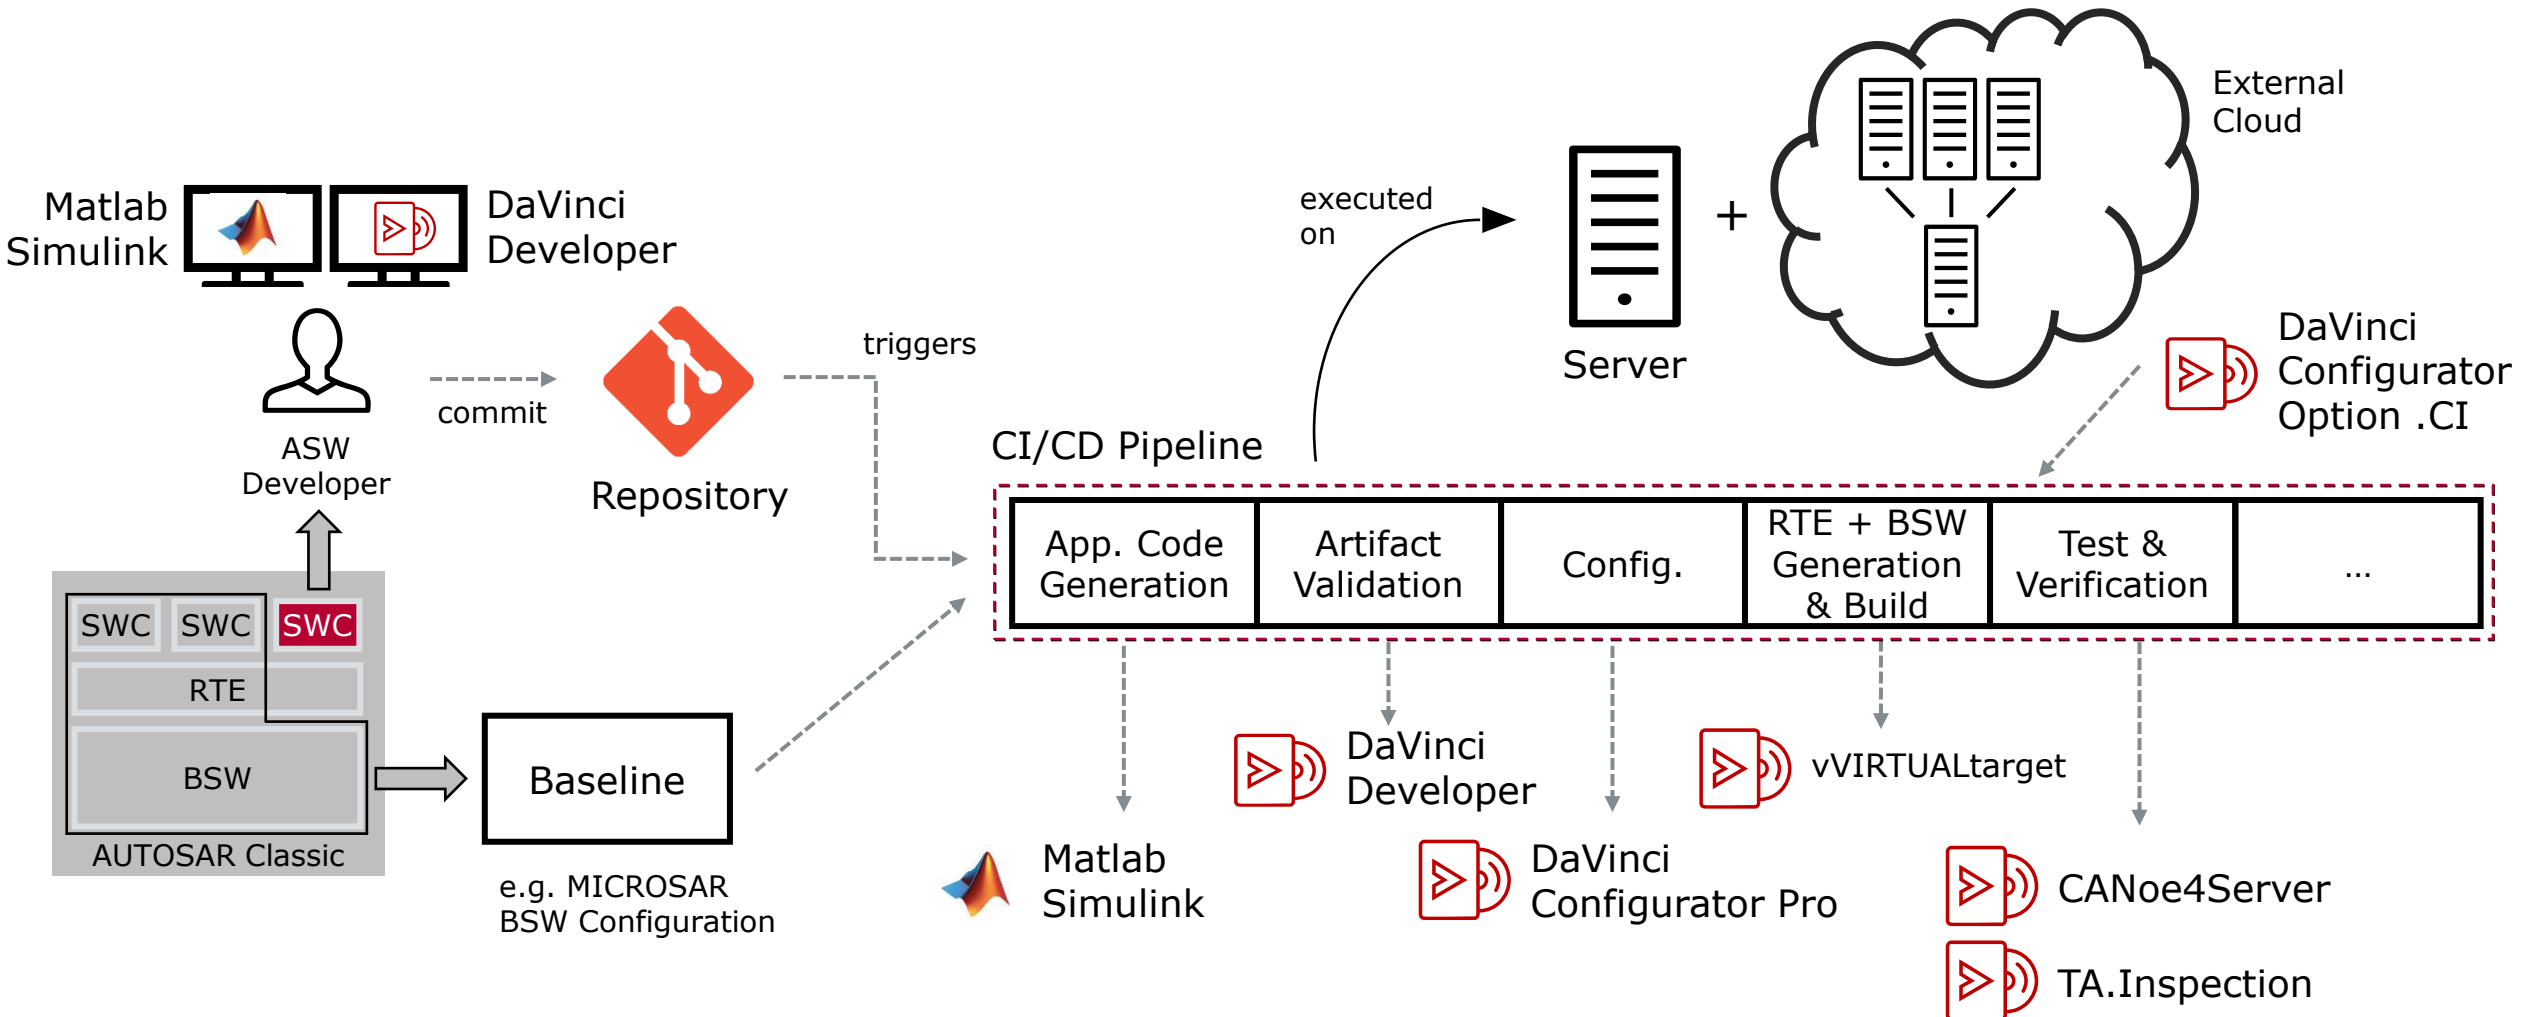 External
Cloud
Matlab
Simulink
DaVinci
Developer
executed
on
+
Server
triggers
commit
DaVinci
Configurator
Option .CI
ASW
Developer
Repository
CI/CD Pipeline
App. Code
Generation
Artifact
Validation
Config.
RTE + BSW
Generation
& Build
Test &
Verification
...
SWC
SWC
SWC
RTE
BSW
AUTOSAR Classic
Baseline
e.g. MICROSAR
BSW Configuration
Matlab
Simulink
DaVinci
Developer
DaVinci
Configurator Pro
vVIRTUALtarget
CANoe4Server
TA.Inspection